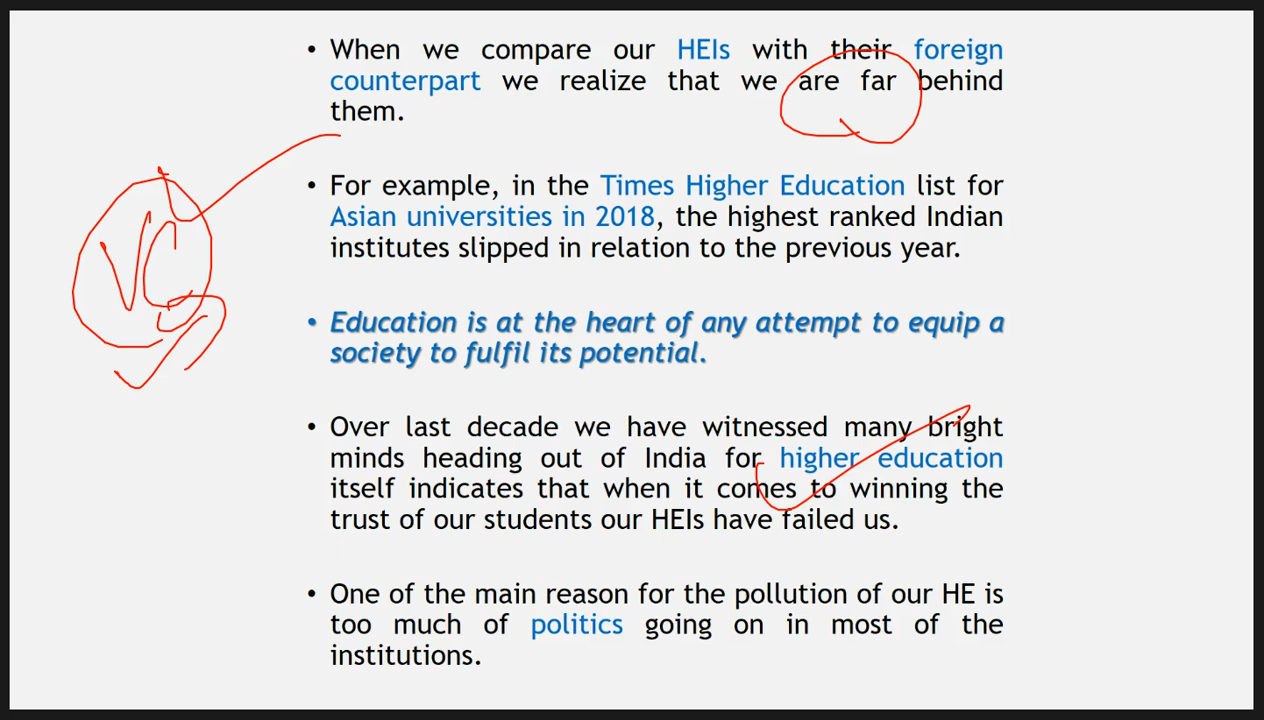 • When we compare our HEIs with their foreign
counterpart we realize that we are far behind
them.
• For example, in the Times Higher Education list for
Asian universities in 2018, the highest ranked Indian
institutes slipped in relation to the previous year.
• Education is at the heart of any attempt to equip a
society to fulfil its potential.
• Over last decade we have witnessed many bright
minds heading out of India for higher education
itself indicates that when it comes to winning the
trust of our students our HEIs have failed us.
• One of the main reason for the pollution of our HE is
too much of politics going on in most of the
institutions.
VC